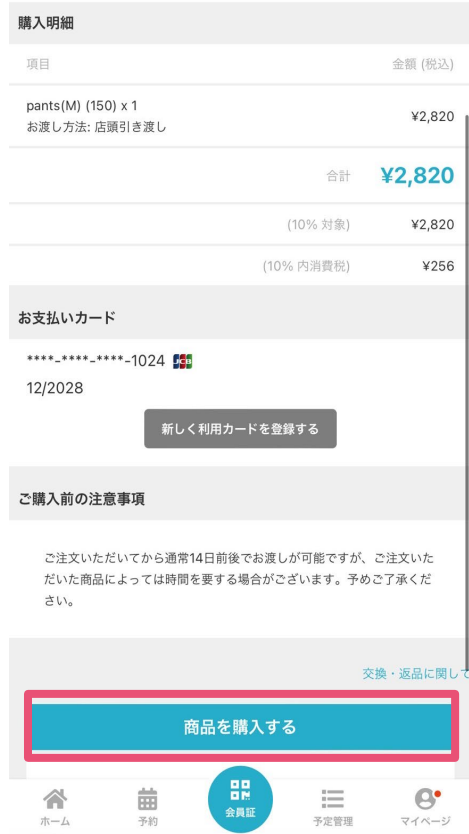 購入明細
項目 金額 (税込)
pants(M) (150) x 1
お渡し方法: 店頭引き渡し
¥2,820
合計 ¥2,820
(10% 対象) ¥2,820
(10% 内消費税) ¥256
お支払いカード
****-****-****-1024 JCB
12/2028
新しく利用カードを登録する
ご購入前の注意事項
ご注文いただいてから通常14日前後でお渡しが可能ですが、ご注文いた
だいた商品によっては時間を要する場合がございます。予めご了承くだ
さい。
交換・返品に関して
商品を購入する
ホーム 予約 会員証 予定管理 マイページ